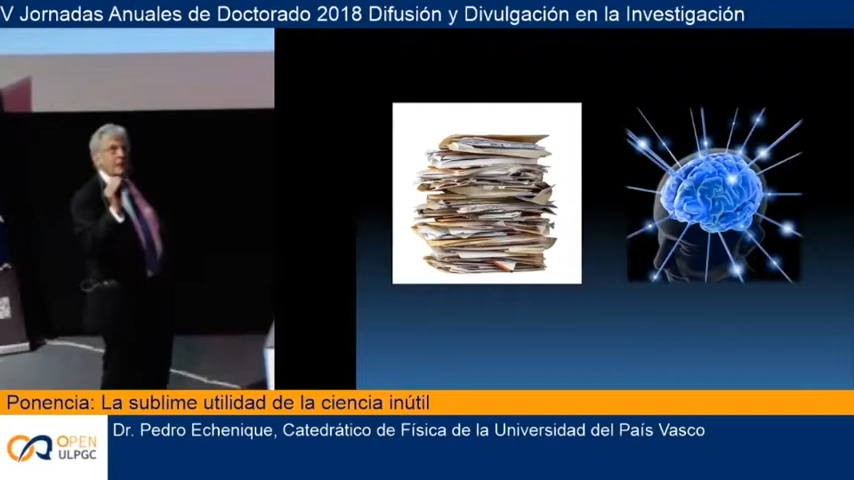 V Jornadas Anuales de Doctorado 2018 Difusión y Divulgación en la Investigación
Ponencia: La sublime utilidad de la ciencia inútil
Dr. Pedro Echenique, Catedrático de Física de la Universidad del País Vasco
OPEN
ULPGC